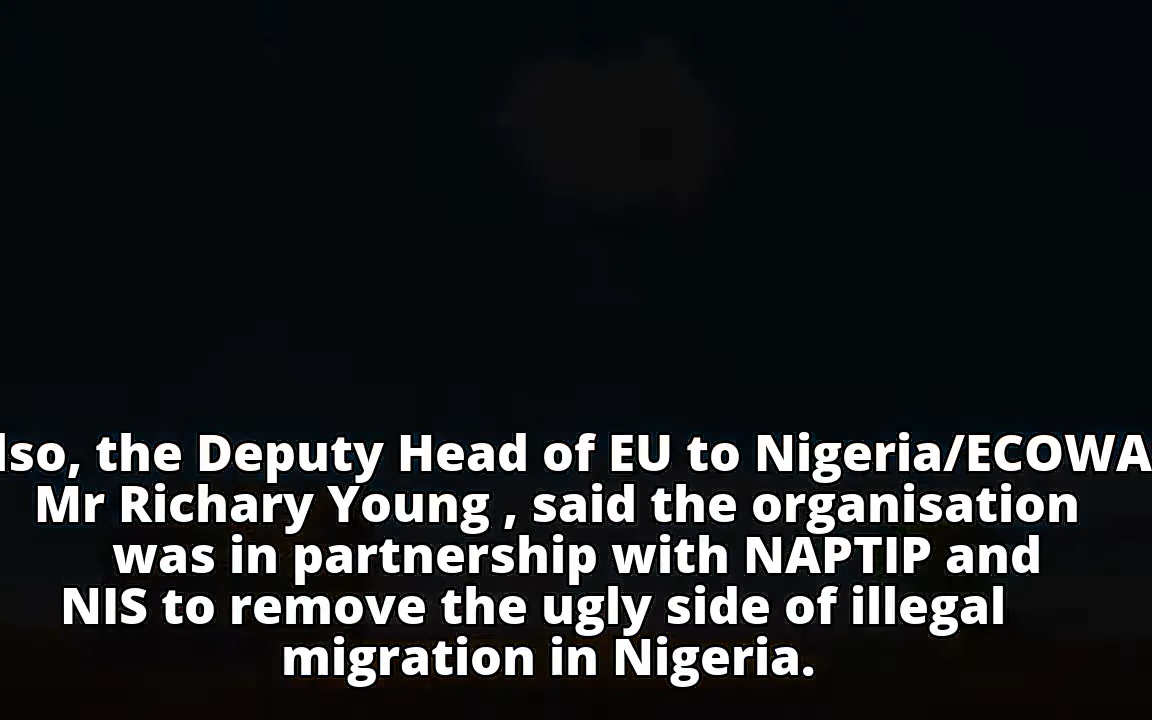 lso, the Deputy Head of EU to Nigeria/ECOWA
Mr Richary Young , said the organisation
was in partnership with NAPTIP and
NIS to remove the ugly side of illegal
migration in Nigeria.